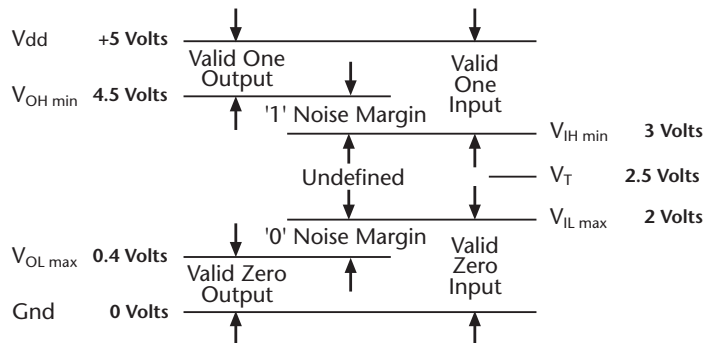 Vdd +5 Volts
Valid One
Output
Valid
One
Input
VOH min 4.5 Volts
'1' Noise Margin
VIH min 3 Volts
Undefined
VT 2.5 Volts
VIL max 2 Volts
'0' Noise Margin
Valid
Zero
Input
VOL max 0.4 Volts
Valid Zero
Output
Gnd 0 Volts